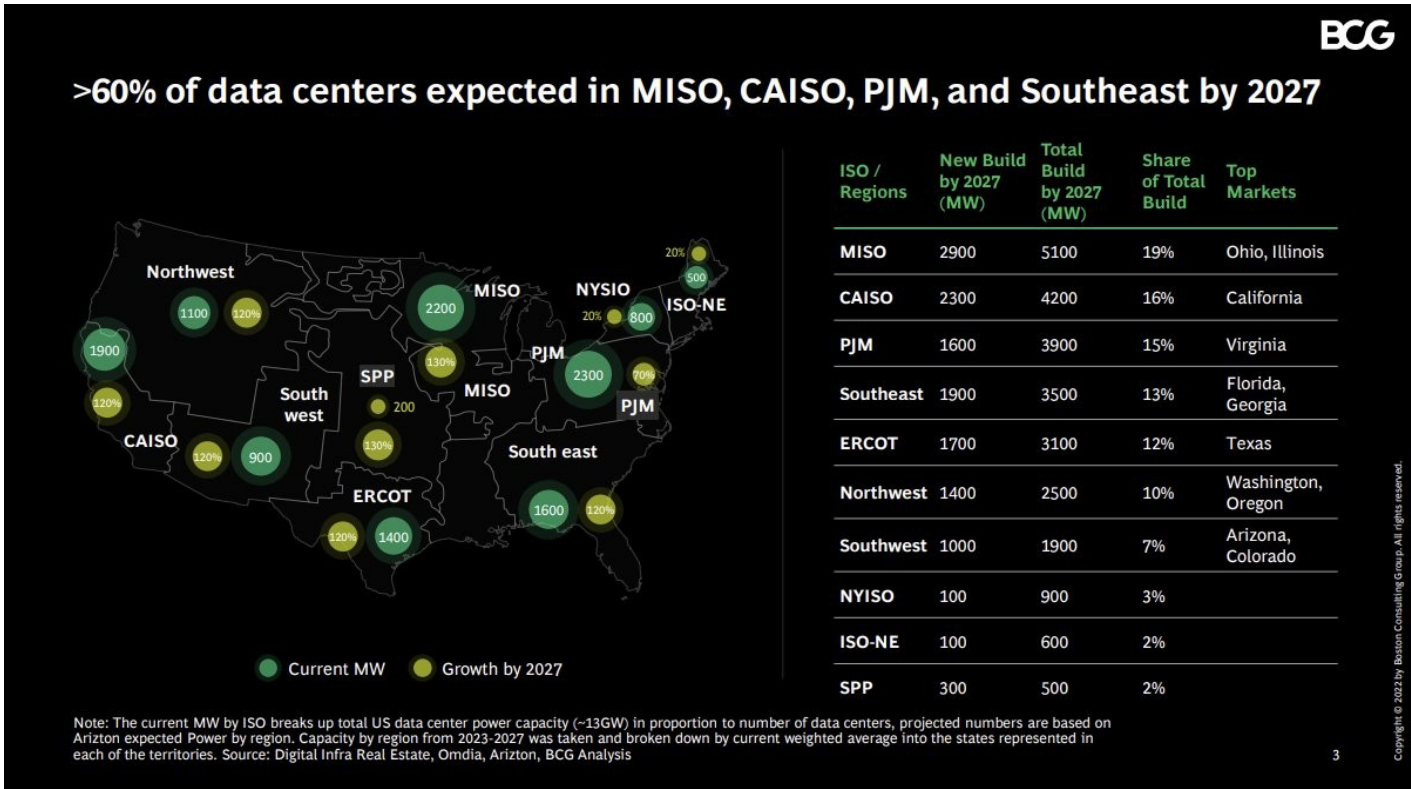 BCG
>60% of data centers expected in MISO, CAISO, PJM, and Southeast by 2027
Northwest
1100
120%
1900
120%
CAISO
120%
900
South
west
SPP
200
130%
ERCOT
120%
1400
2200
MISO
130%
MISO
NYSIO
20%
800
20%
500
ISO-NE
PJM
2300
70%
PJM
South east
1600
120%
Current MW
Growth by 2027
ISO /
Regions
New Build
by 2027
(MW)
Total
Build
by 2027
(MW)
Share
of Total
Build
Top
Markets
MISO 2900 5100 19% Ohio, Illinois
CAISO 2300 4200 16% California
PJM 1600 3900 15% Virginia
Southeast 1900 3500 13% Florida,
Georgia
ERCOT 1700 3100 12% Texas
Northwest 1400 2500 10% Washington,
Oregon
Southwest 1000 1900 7% Arizona,
Colorado
NYISO 100 900 3%
ISO-NE 100 600 2%
SPP 300 500 2%
Note: The current MW by ISO breaks up total US data center power capacity (~13GW) in proportion to number of data centers, projected numbers are based on
Arizton expected Power by region. Capacity by region from 2023-2027 was taken and broken down by current weighted average into the states represented in
each of the territories. Source: Digital Infra Real Estate, Omdia, Arizton, BCG Analysis
3
Copyright © 2022 by Boston Consulting Group. All rights reserved.